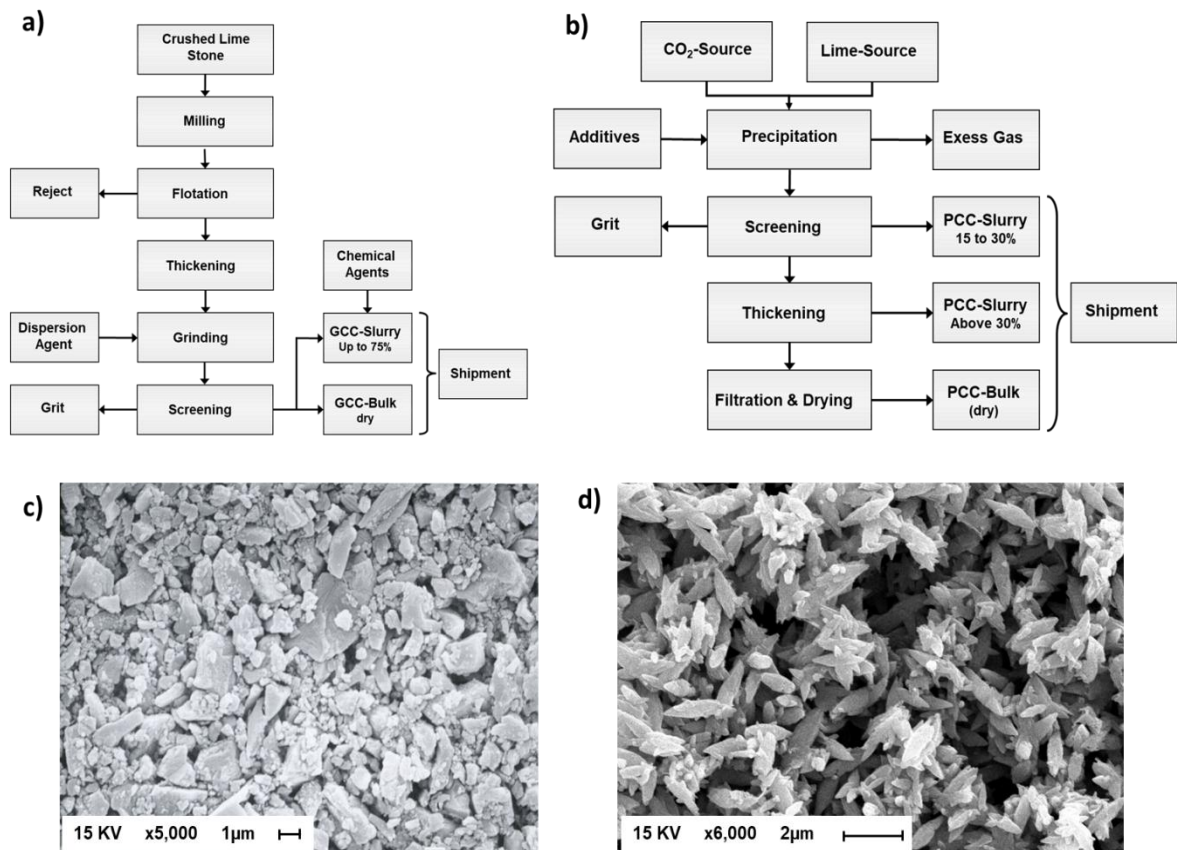 a)
Crushed Lime
Stone
Milling
Reject
Flotation
Thickening
Chemical
Agents
Dispersion
Agent
Grinding
GCC-Slurry
Up to 75%
Shipment
Grit
Screening
GCC-Bulk
dry
b)
CO₂-Source
Lime-Source
Additives
Precipitation
Exess Gas
Grit
Screening
PCC-Slurry
15 to 30%
Thickening
PCC-Slurry
Above 30%
Shipment
Filtration & Drying
PCC-Bulk
(dry)
c)
15 KV x5,000 1µm
d)
15 KV x6,000 2µm